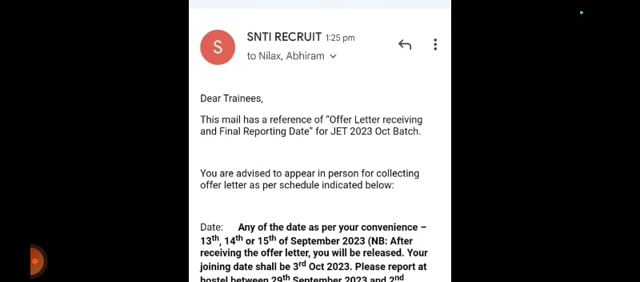 S
SNTI RECRUIT 1:25 pm
to Nilax, Abhiram
Dear Trainees,
This mail has a reference of "Offer Letter receiving
and Final Reporting Date" for JET 2023 Oct Batch.
You are advised to appear in person for collecting
offer letter as per schedule indicated below:
Date: Any of the date as per your convenience –
13th, 14th or 15th of September 2023 (NB: After
receiving the offer letter, you will be released. Your
joining date shall be 3rd Oct 2023. Please report at
hostel between 29th September 2023 and 2nd